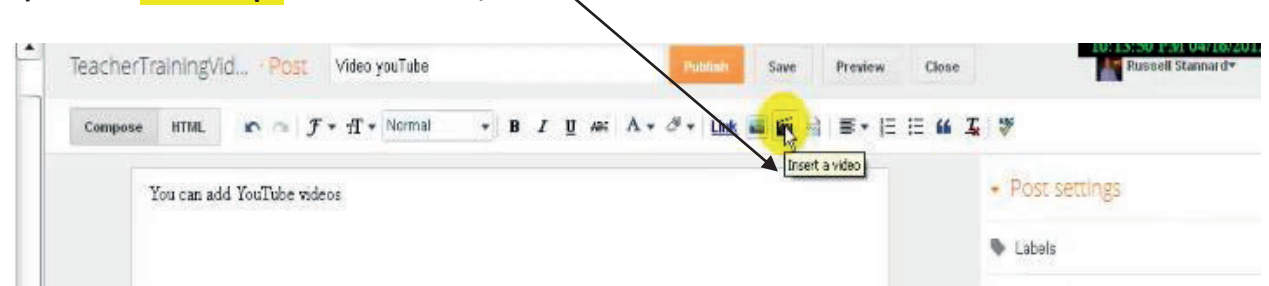 TeacherTrainingVid... · Post Video youTube Publish Save Preview Close Russell Stannard
Compose HTML Normal B I U ABC A Link
Insert a video
You can add YouTube videos
Post settings
Labels